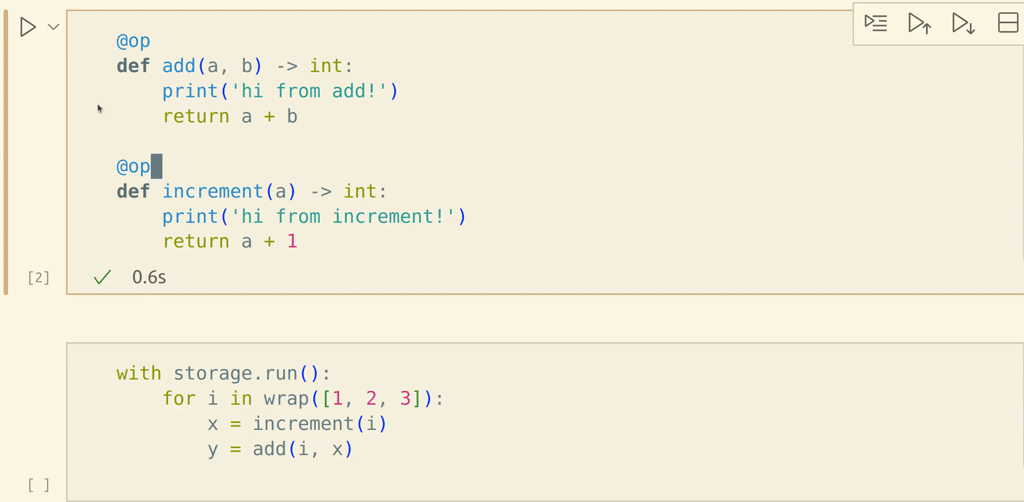 @op
def add(a, b) -> int:
    print('hi from add!')
    return a + b
@op
def increment(a) -> int:
    print('hi from increment!')
    return a + 1
[2] 0.6s
with storage.run():
    for i in wrap([1, 2, 3]):
        x = increment(i)
        y = add(i, x)
[ ]